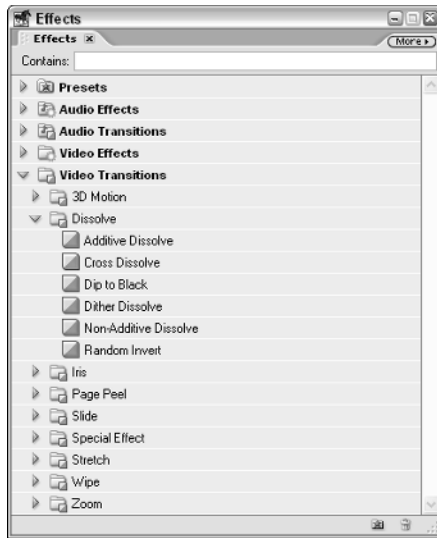 Effects
Effects
More
Contains:
Presets
Audio Effects
Audio Transitions
Video Effects
Video Transitions
3D Motion
Dissolve
Additive Dissolve
Cross Dissolve
Dip to Black
Dither Dissolve
Non-Additive Dissolve
Random Invert
Iris
Page Peel
Slide
Special Effect
Stretch
Wipe
Zoom